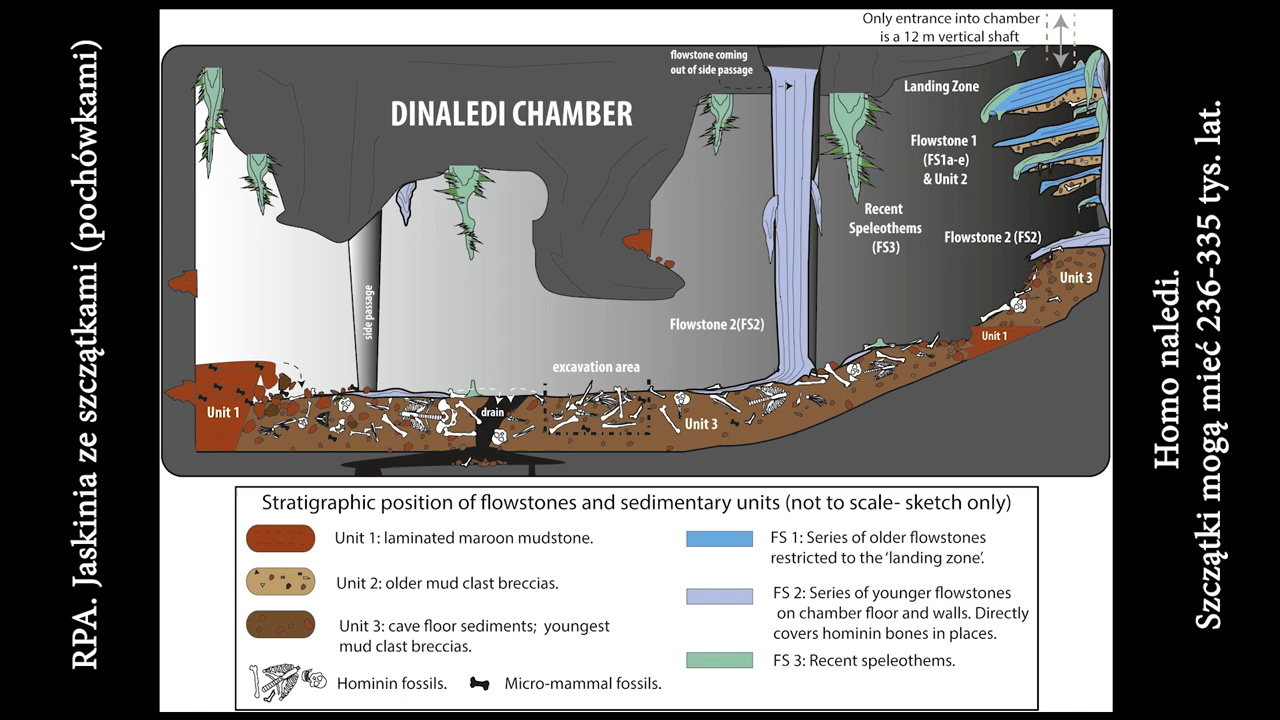 RPA. Jaskinia ze szczątkami (pochówkami)
Only entrance into chamber
is a 12 m vertical shaft
flowstone coming
out of side passage
DINALEDI CHAMBER
Landing Zone
Flowstone 1
(FS1a-e)
& Unit 2
Recent
Speleothems
(FS3)
Flowstone 2 (FS2)
Unit 3
side passage
Flowstone 2(FS2)
Unit 1
excavation area
Unit 1
drain
Unit 3
Stratigraphic position of flowstones and sedimentary units (not to scale- sketch only)
Unit 1: laminated maroon mudstone.
Unit 2: older mud clast breccias.
Unit 3: cave floor sediments; youngest
mud clast breccias.
Hominin fossils.
Micro-mammal fossils.
FS 1: Series of older flowstones
restricted to the ‘landing zone’.
FS 2: Series of younger flowstones
on chamber floor and walls. Directly
covers hominin bones in places.
FS 3: Recent speleothems.
Homo naledi.
Szczątki mogą mieć 236-335 tys. lat.